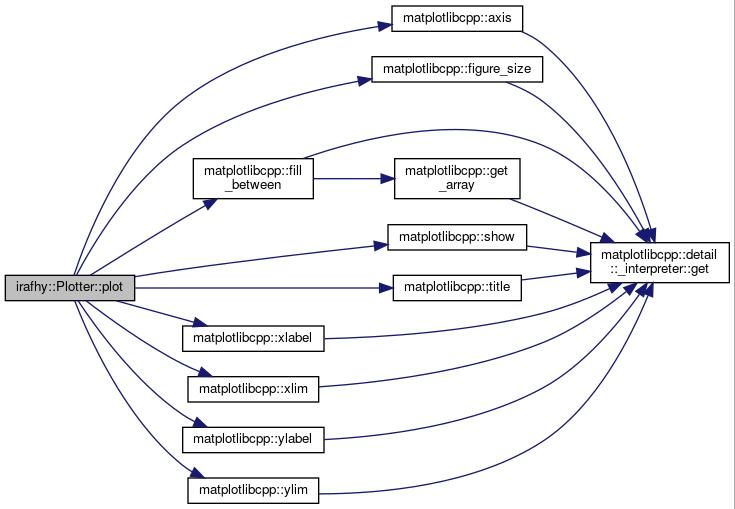 matplotlibcpp::axis
matplotlibcpp::figure_size
matplotlibcpp::fill
_between
matplotlibcpp::get
_array
matplotlibcpp::show
matplotlibcpp::detail
::_interpreter::get
irafhy::Plotter::plot
matplotlibcpp::title
matplotlibcpp::xlabel
matplotlibcpp::xlim
matplotlibcpp::ylabel
matplotlibcpp::ylim